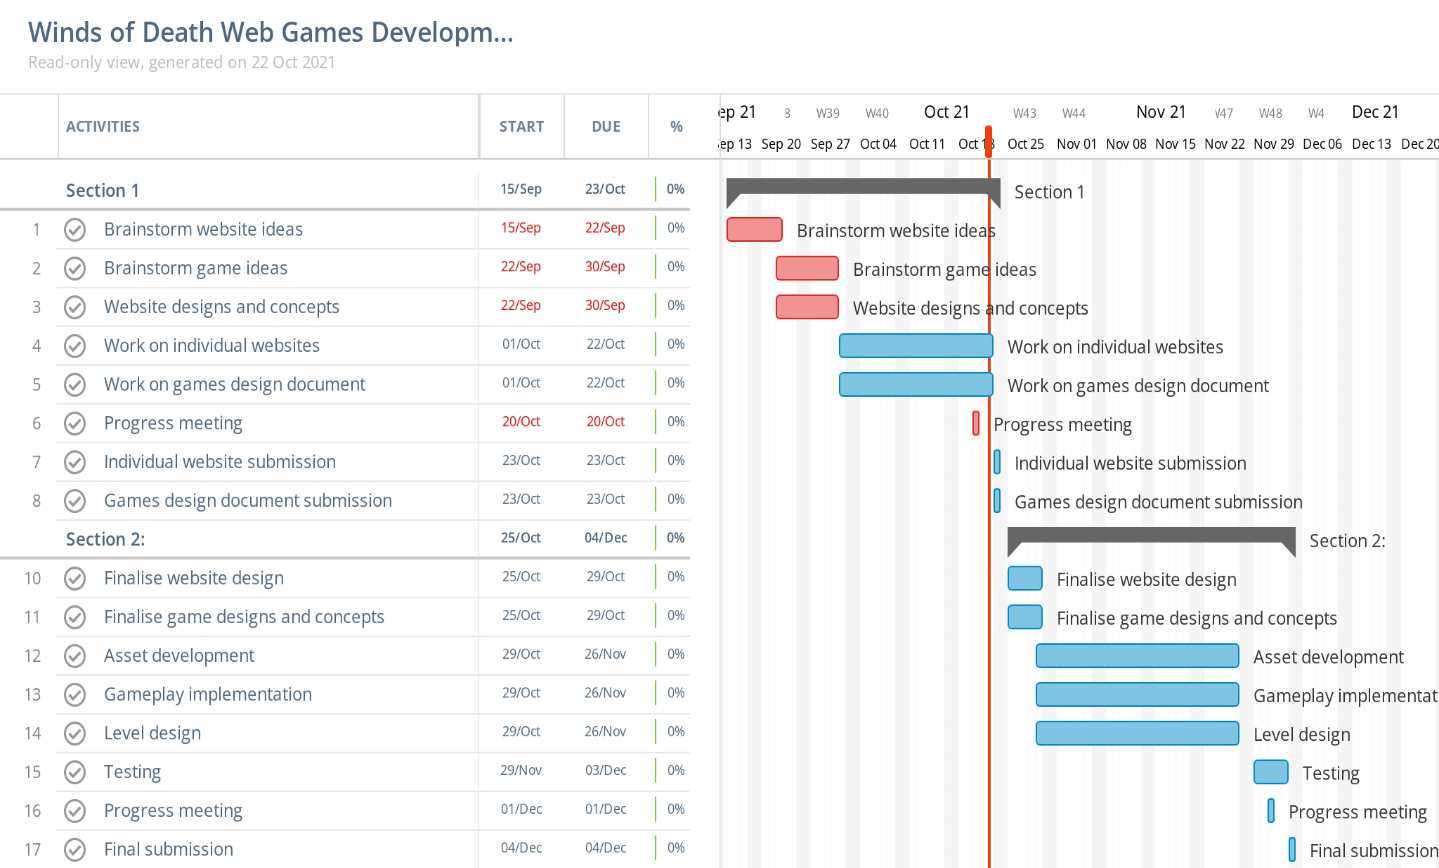 Winds of Death Web Games Developm...
Read-only view, generated on 22 Oct 2021
ep 21 8 W39 W40 Oct 21 W43 W44 Nov 21 W47 W48 W4 Dec 21
ACTIVITIES START DUE %
Sep 13 Sep 20 Sep 27 Oct 04 Oct 11 Oct 18 Oct 25 Nov 01 Nov 08 Nov 15 Nov 22 Nov 29 Dec 06 Dec 13 Dec 20
Section 1 15/Sep 23/Oct 0% Section 1
1 Brainstorm website ideas 15/Sep 22/Sep 0% Brainstorm website ideas
2 Brainstorm game ideas 22/Sep 30/Sep 0% Brainstorm game ideas
3 Website designs and concepts 22/Sep 30/Sep 0% Website designs and concepts
4 Work on individual websites 01/Oct 22/Oct 0% Work on individual websites
5 Work on games design document 01/Oct 22/Oct 0% Work on games design document
6 Progress meeting 20/Oct 20/Oct 0% Progress meeting
7 Individual website submission 23/Oct 23/Oct 0% Individual website submission
8 Games design document submission 23/Oct 23/Oct 0% Games design document submission
Section 2: 25/Oct 04/Dec 0% Section 2:
10 Finalise website design 25/Oct 29/Oct 0% Finalise website design
11 Finalise game designs and concepts 25/Oct 29/Oct 0% Finalise game designs and concepts
12 Asset development 29/Oct 26/Nov 0% Asset development
13 Gameplay implementation 29/Oct 26/Nov 0% Gameplay implementat
14 Level design 29/Oct 26/Nov 0% Level design
15 Testing 29/Nov 03/Dec 0% Testing
16 Progress meeting 01/Dec 01/Dec 0% Progress meeting
17 Final submission 04/Dec 04/Dec 0% Final submission